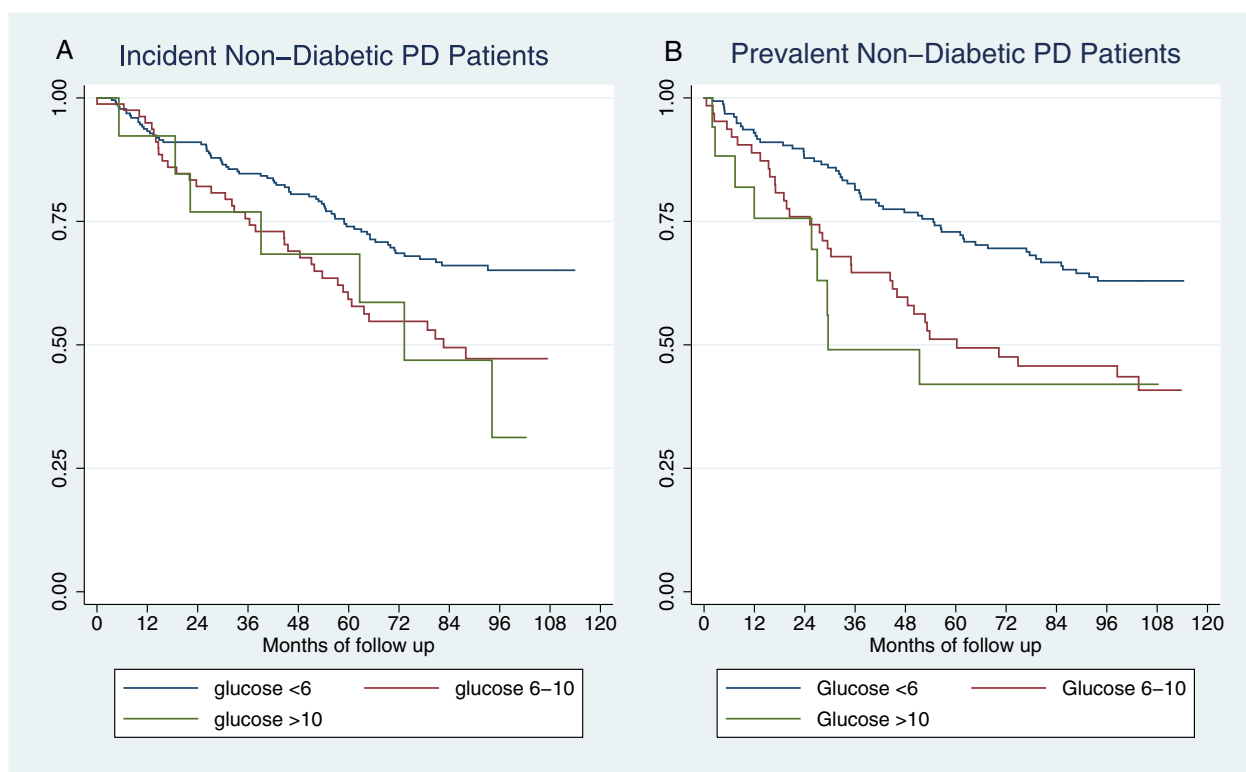 A Incident Non–Diabetic PD Patients
1.00
0.75
0.50
0.25
0.00
0 12 24 36 48 60 72 84 96 108 120
Months of follow up
glucose <6 glucose 6–10
glucose >10
B Prevalent Non–Diabetic PD Patients
1.00
0.75
0.50
0.25
0.00
0 12 24 36 48 60 72 84 96 108 120
Months of follow up
Glucose <6 Glucose 6–10
Glucose >10